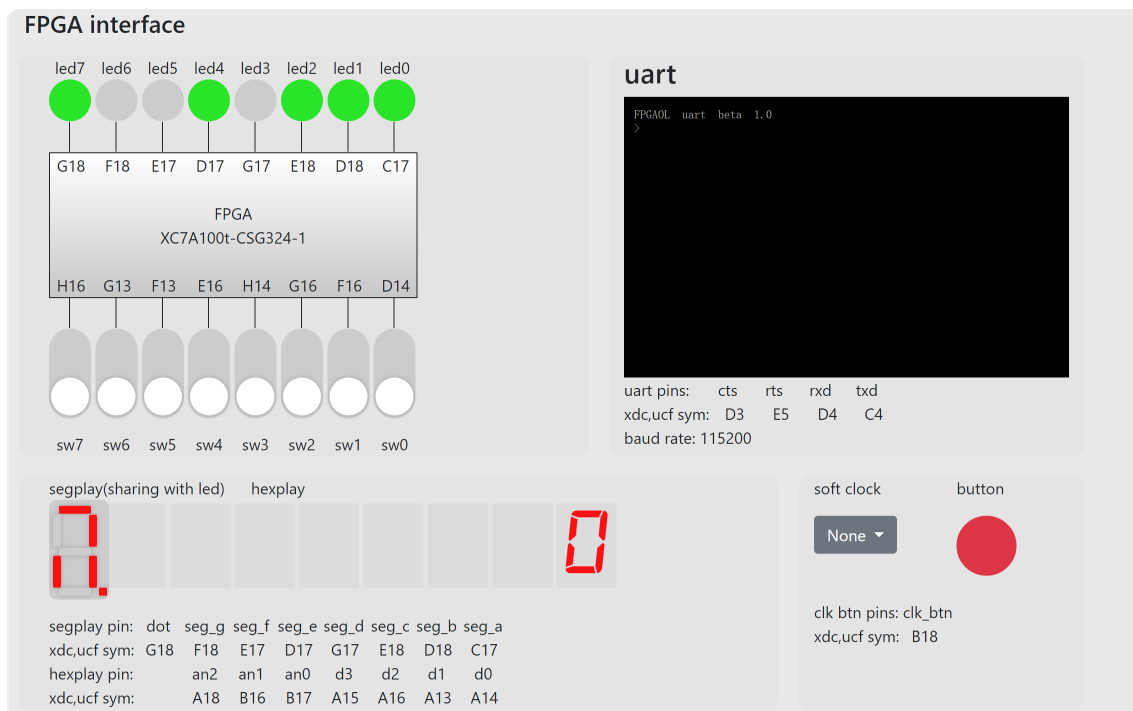 FPGA interface
led7 led6 led5 led4 led3 led2 led1 led0
G18 F18 E17 D17 G17 E18 D18 C17
FPGA
XC7A100t-CSG324-1
H16 G13 F13 E16 H14 G16 F16 D14
sw7 sw6 sw5 sw4 sw3 sw2 sw1 sw0
uart
FPGAOL uart beta 1.0
>
uart pins: cts rts rxd txd
xdc,ucf sym: D3 E5 D4 C4
baud rate: 115200
segplay(sharing with led) hexplay
0
segplay pin: dot seg_g seg_f seg_e seg_d seg_c seg_b seg_a
xdc,ucf sym: G18 F18 E17 D17 G17 E18 D18 C17
hexplay pin: an2 an1 an0 d3 d2 d1 d0
xdc,ucf sym: A18 B16 B17 A15 A16 A13 A14
soft clock button
None
clk btn pins: clk_btn
xdc,ucf sym: B18